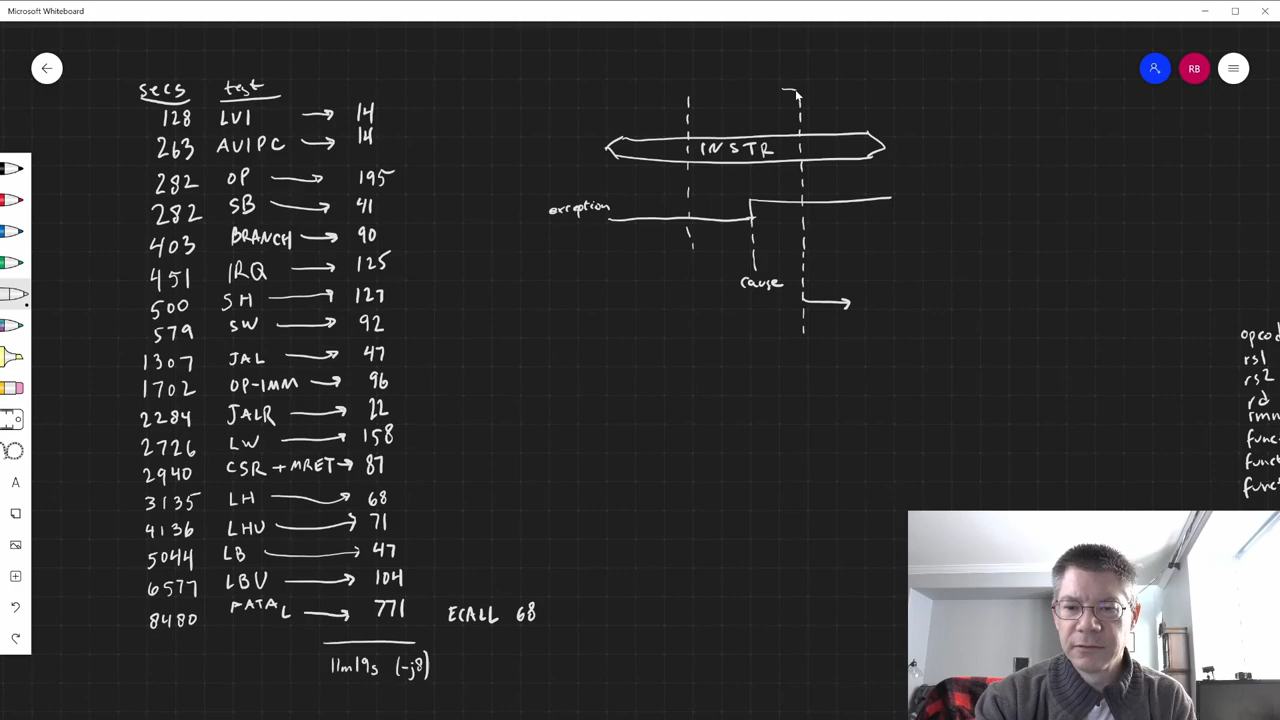 Microsoft Whiteboard
RB
secs test
128 LUI → 14
263 AUIPC → 14
282 OP → 195
282 SB → 41
403 BRANCH → 90
451 IRQ → 125
500 SH → 127
579 SW → 92
1307 JAL → 47
1702 OP-IMM → 96
2284 JALR → 22
2726 LW → 158
2940 CSR + MRET → 87
3135 LH → 68
4136 LHU → 71
5044 LB → 47
6577 LBU → 104
8480 FATAL → 771 ECALL 68
11m19s (-j8)
INSTR
exception
cause
opcod
rs1
rs2
rd
func
funct
A